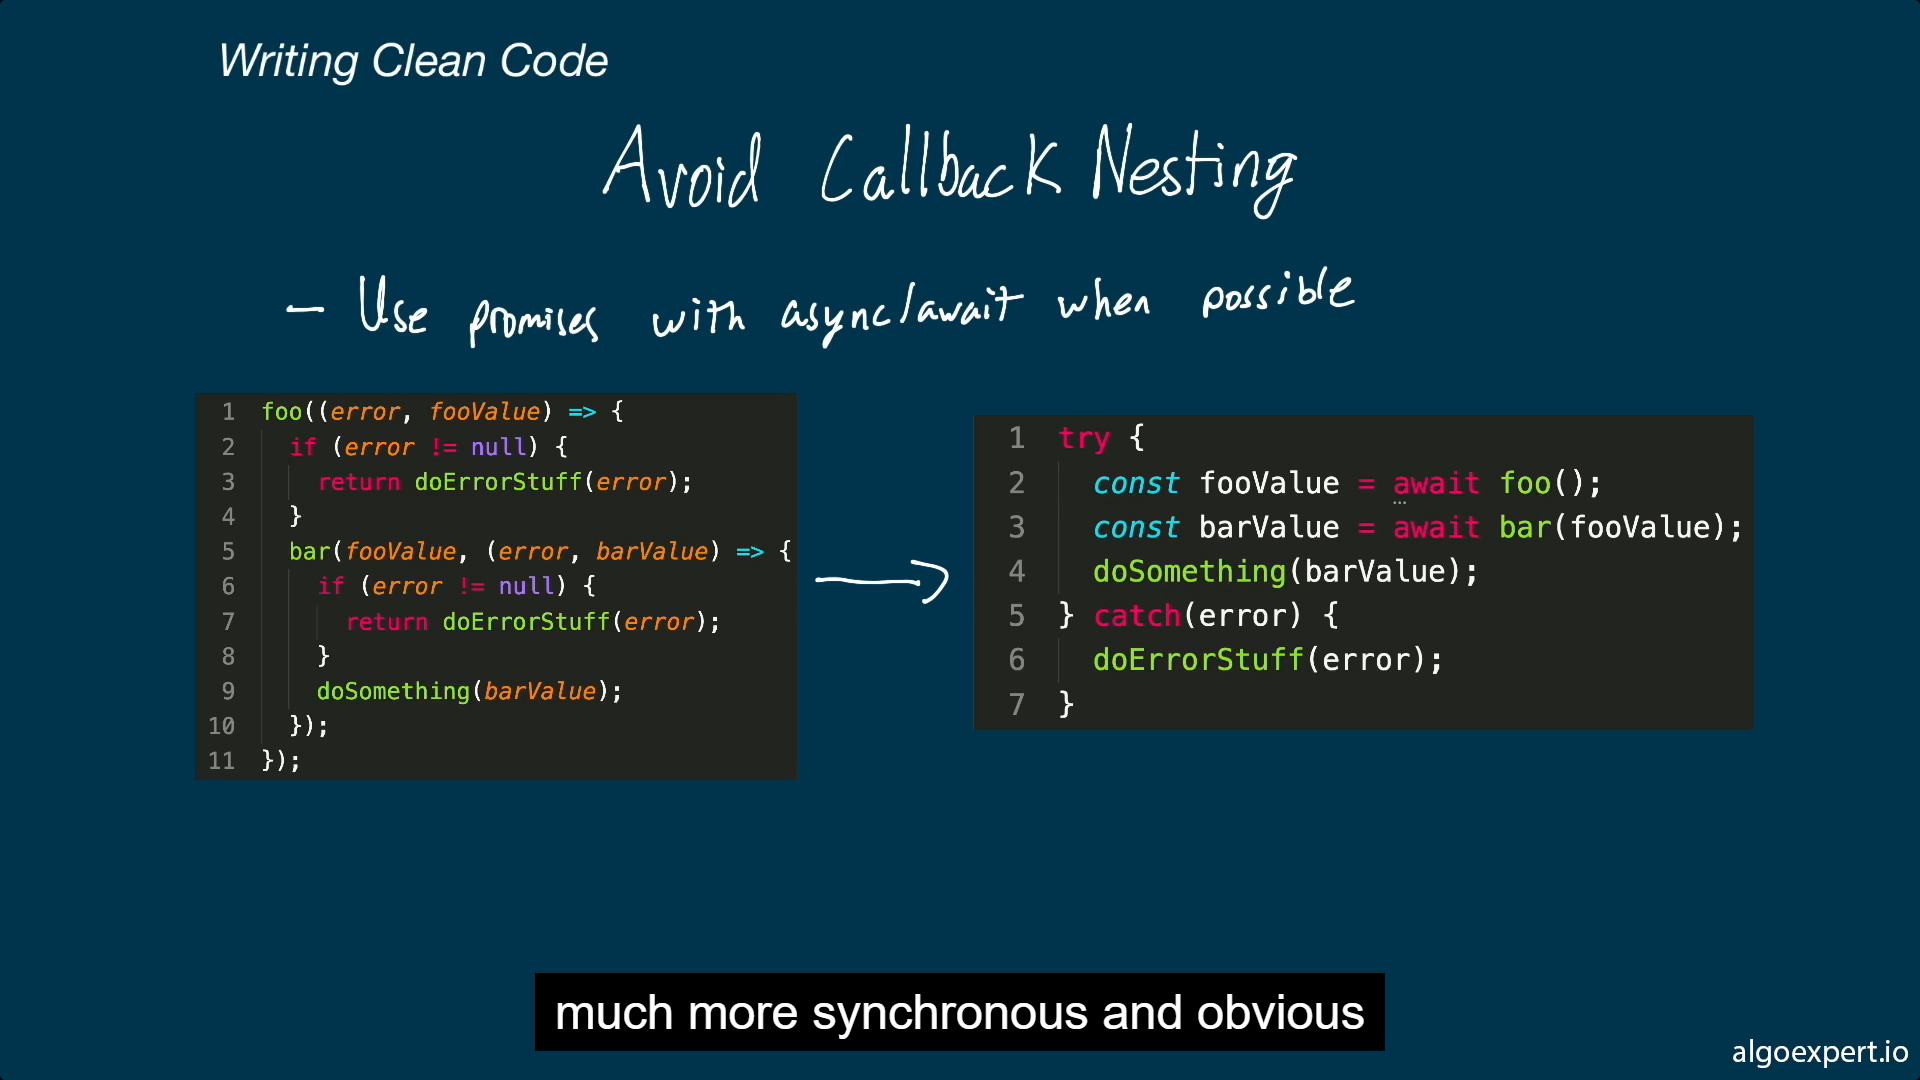 Writing Clean Code
Avoid Callback Nesting
- Use promises with async/await when possible
1 foo((error, fooValue) => {
2 if (error != null) {
3 return doErrorStuff(error);
4 }
5 bar(fooValue, (error, barValue) => {
6 if (error != null) {
7 return doErrorStuff(error);
8 }
9 doSomething(barValue);
10 });
11 });
1 try {
2 const fooValue = await foo();
3 const barValue = await bar(fooValue);
4 doSomething(barValue);
5 } catch(error) {
6 doErrorStuff(error);
7 }
much more synchronous and obvious
algoexpert.io